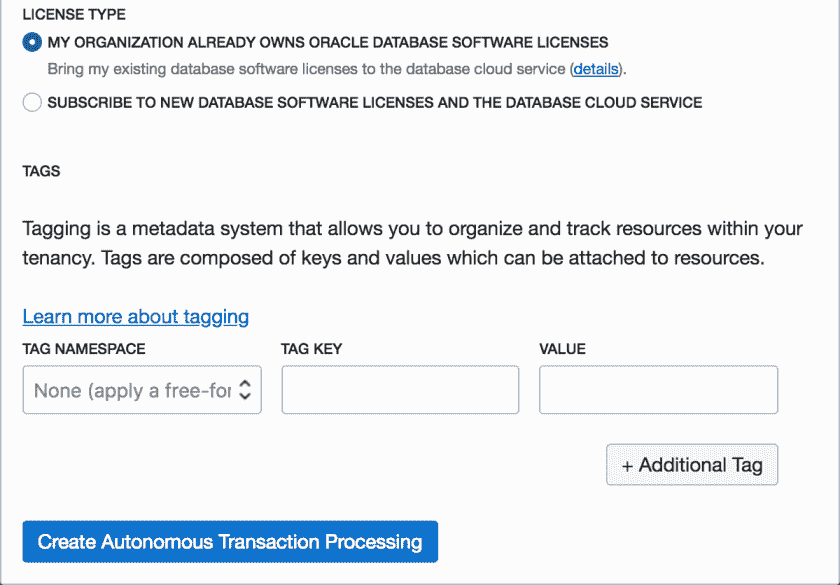 LICENSE TYPE
MY ORGANIZATION ALREADY OWNS ORACLE DATABASE SOFTWARE LICENSES
Bring my existing database software licenses to the database cloud service (details).
SUBSCRIBE TO NEW DATABASE SOFTWARE LICENSES AND THE DATABASE CLOUD SERVICE
TAGS
Tagging is a metadata system that allows you to organize and track resources within your
tenancy. Tags are composed of keys and values which can be attached to resources.
Learn more about tagging
TAG NAMESPACE TAG KEY VALUE
None (apply a free-for
+ Additional Tag
Create Autonomous Transaction Processing